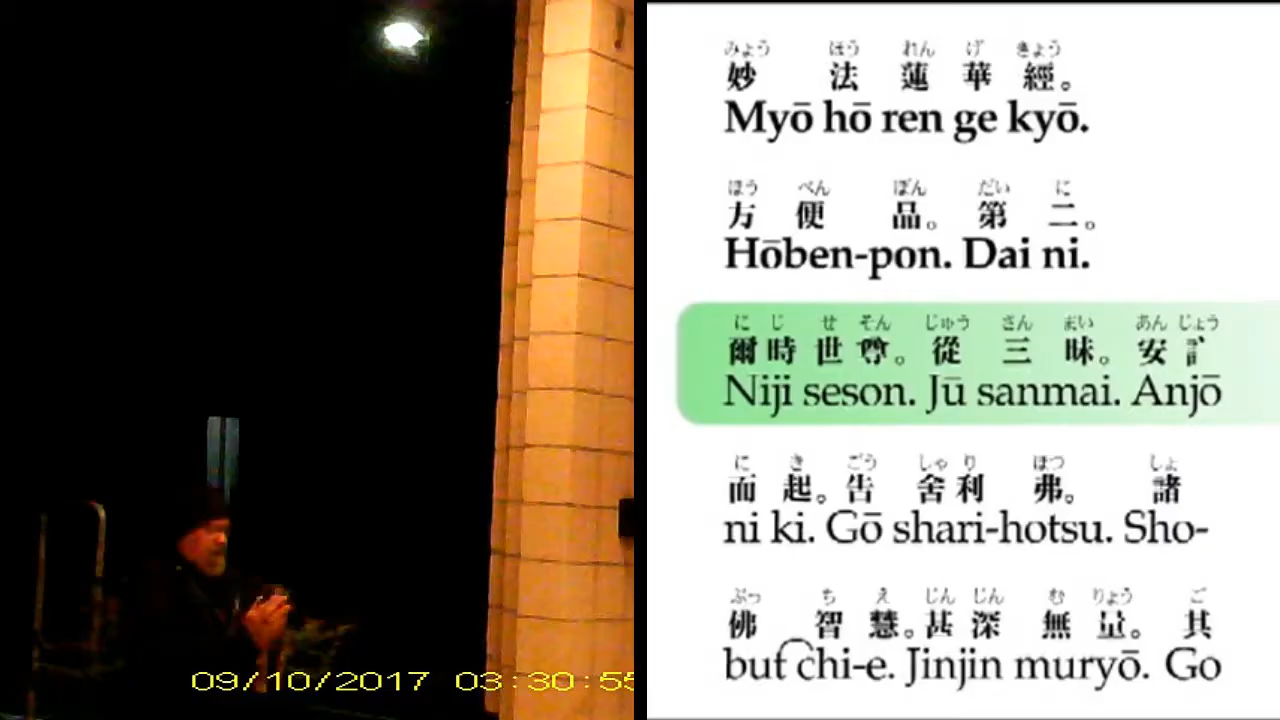 みょう ほう れん げ きょう
妙 法 蓮 華 經。
Myō hō ren ge kyō.
ほう べん ぽん だい に
方 便 品。 第 二。
Hōben-pon. Dai ni.
に じ せ そん じゅう さん まい あん じょう
爾 時 世 尊。 從 三 昧。 安 詳
Niji seson. Jū sanmai. Anjō
に き ごう しゃ り ほつ しょ
而 起。 告 舍 利 弗。 諸
ni ki. Gō shari-hotsu. Sho-
ぶっ ち え じん じん む りょう ご
佛 智 慧。 甚 深 無 量。 其
but chi-e. Jinjin muryō. Go
09/10/2017 03:30:55